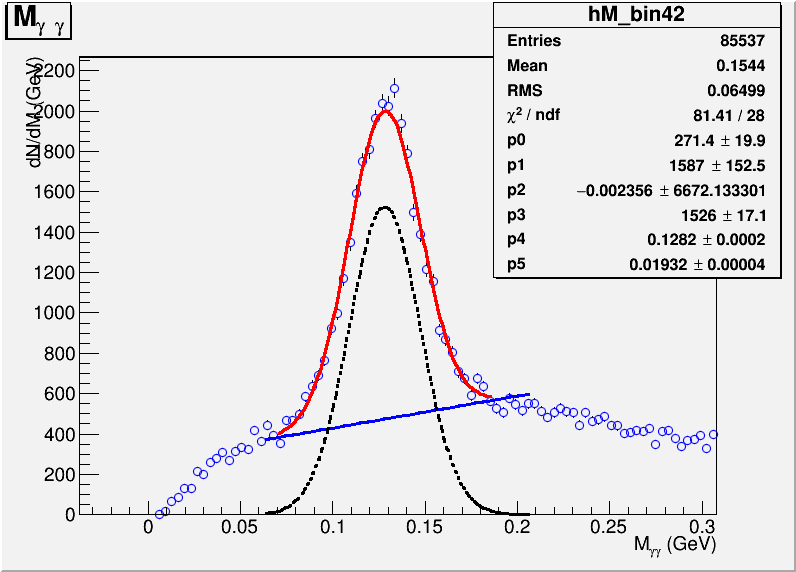 M γ γ
hM_bin42
Entries 85537
Mean 0.1544
RMS 0.06499
χ² / ndf 81.41 / 28
p0 271.4 ± 19.9
p1 1587 ± 152.5
p2 −0.002356 ± 6672.133301
p3 1526 ± 17.1
p4 0.1282 ± 0.0002
p5 0.01932 ± 0.00004
dN/dM (GeV)
2200
2000
1800
1600
1400
1200
1000
800
600
400
200
0
0 0.05 0.1 0.15 0.2 0.25 0.3
Mγγ (GeV)